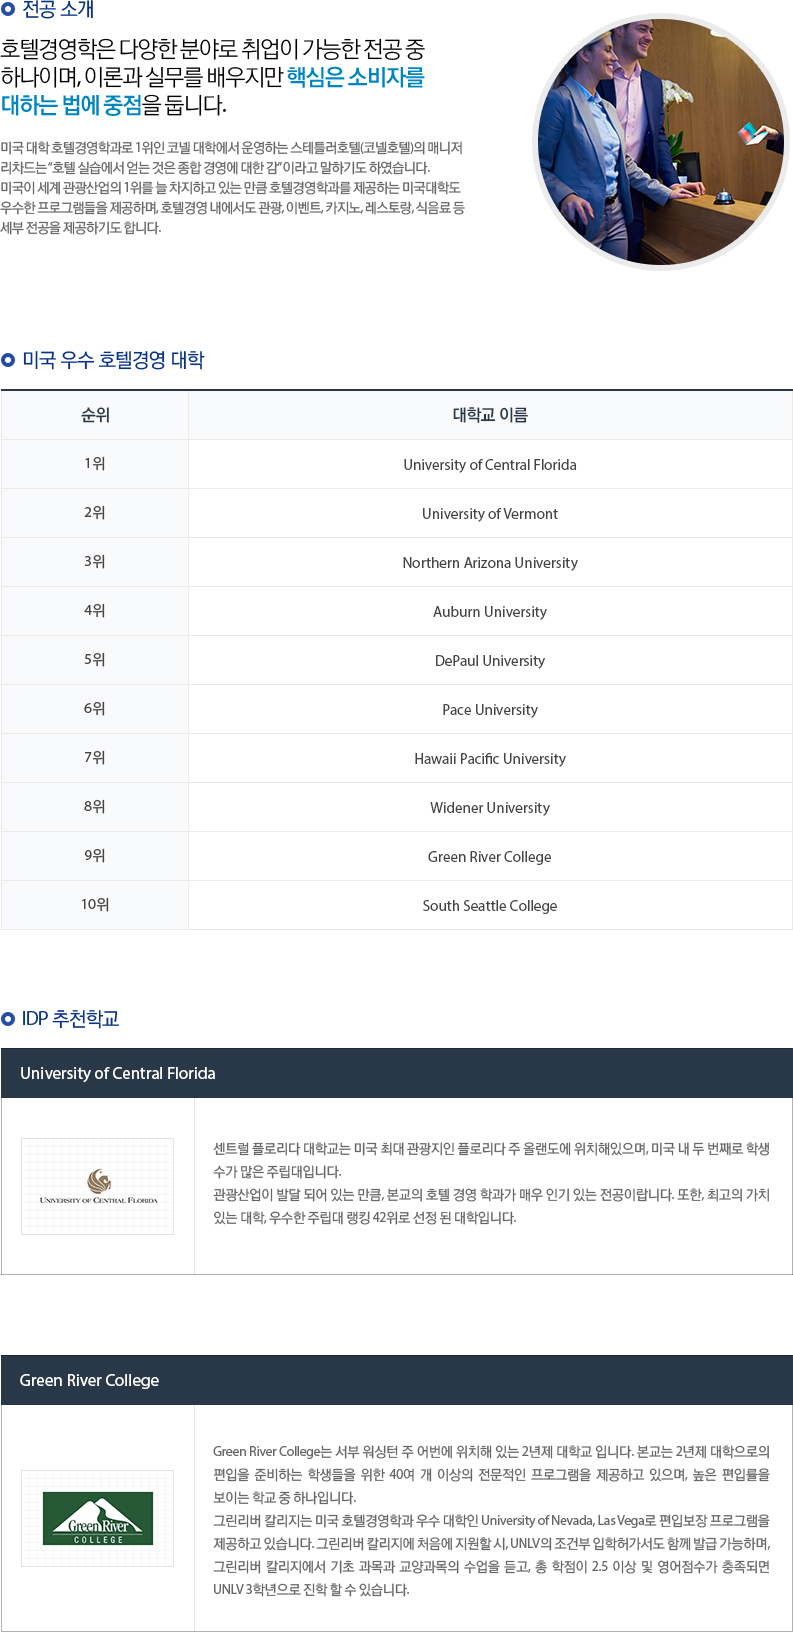 전공 소개
호텔경영학은 다양한 분야로 취업이 가능한 전공 중
하나이며, 이론과 실무를 배우지만 핵심은 소비자를
대하는 법에 중점을 둡니다.
미국 대학 호텔경영학과로 1위인 코넬 대학에서 운영하는 스테틀러호텔(코넬호텔)의 매니저
리차드는 “호텔 실습에서 얻는 것은 종합 경영에 대한 감” 이라고 말하기도 하였습니다.
미국이 세계 관광산업의 1위를 늘 차지하고 있는 만큼 호텔경영학과를 제공하는 미국대학도
우수한 프로그램들을 제공하며, 호텔경영 내에서도 관광, 이벤트, 카지노, 레스토랑, 식음료 등
세부 전공을 제공하기도 합니다.
미국 우수 호텔경영 대학
순위 대학교 이름
1위 University of Central Florida
2위 University of Vermont
3위 Northern Arizona University
4위 Auburn University
5위 DePaul University
6위 Pace University
7위 Hawaii Pacific University
8위 Widener University
9위 Green River College
10위 South Seattle College
IDP 추천학교
University of Central Florida
센트럴 플로리다 대학교는 미국 최대 관광지인 플로리다 주 올랜도에 위치해있으며, 미국 내 두 번째로 학생
수가 많은 주립대입니다.
관광산업이 발달 되어 있는 만큼, 본교의 호텔 경영 학과가 매우 인기 있는 전공이랍니다. 또한, 최고의 가치
있는 대학, 우수한 주립대 랭킹 42위로 선정 된 대학입니다.
UNIVERSITY OF CENTRAL FLORIDA
Green River College
Green River College는 서부 워싱턴 주 어번에 위치해 있는 2년제 대학교 입니다. 본교는 2년제 대학으로의
편입을 준비하는 학생들을 위한 40여 개 이상의 전문적인 프로그램을 제공하고 있으며, 높은 편입률을
보이는 학교 중 하나입니다.
그린리버 칼리지는 미국 호텔경영학과 우수 대학인 University of Nevada, Las Vega로 편입보장 프로그램을
제공하고 있습니다. 그린리버 칼리지에 처음에 지원할 시, UNLV의 조건부 입학허가서도 함께 발급 가능하며,
그린리버 칼리지에서 기초 과목과 교양과목의 수업을 듣고, 총 학점이 2.5 이상 및 영어점수가 충족되면
UNLV 3학년으로 진학 할 수 있습니다.
Green River
COLLEGE